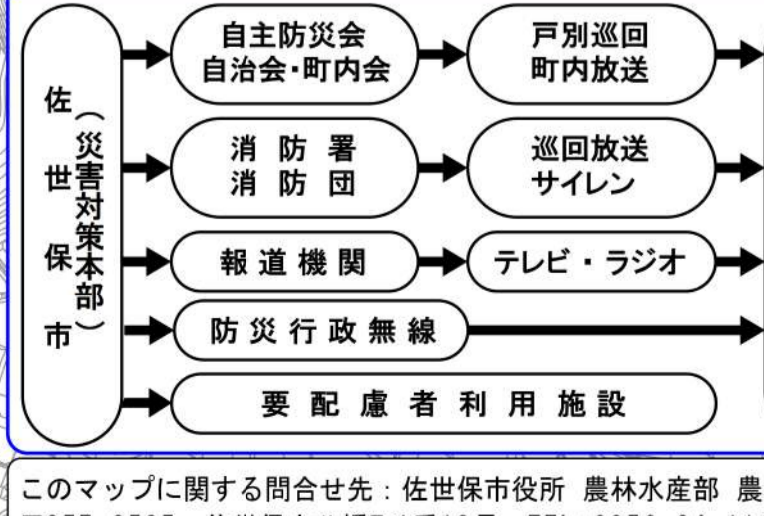 佐世保市
（災害対策本部）
自主防災会
自治会・町内会
戸別巡回
町内放送
消防署
消防団
巡回放送
サイレン
報道機関
テレビ・ラジオ
防災行政無線
要配慮者利用施設
このマップに関する問合せ先：佐世保市役所 農林水産部 農